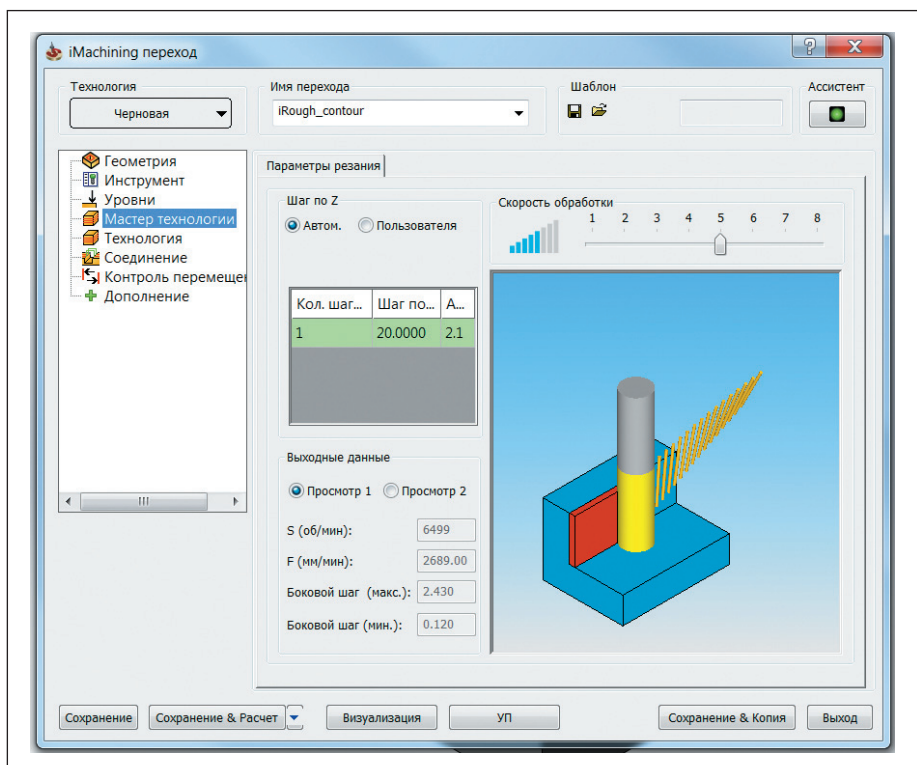 iMachining переход
Технология
Имя перехода
Шаблон
Ассистент
Черновая
iRough_contour
Геометрия
Инструмент
Уровни
Мастер технологии
Технология
Соединение
Контроль перемещен
Дополнение
Параметры резания
Шаг по Z
Автом.
Пользователя
Кол. шаг... Шаг по... A...
1 20.0000 2.1
Выходные данные
Просмотр 1
Просмотр 2
S (об/мин): 6499
F (мм/мин): 2689.00
Боковой шаг (макс.): 2.430
Боковой шаг (мин.): 0.120
Скорость обработки
1 2 3 4 5 6 7 8
Сохранение
Сохранение & Расчет
Визуализация
УП
Сохранение & Копия
Выход